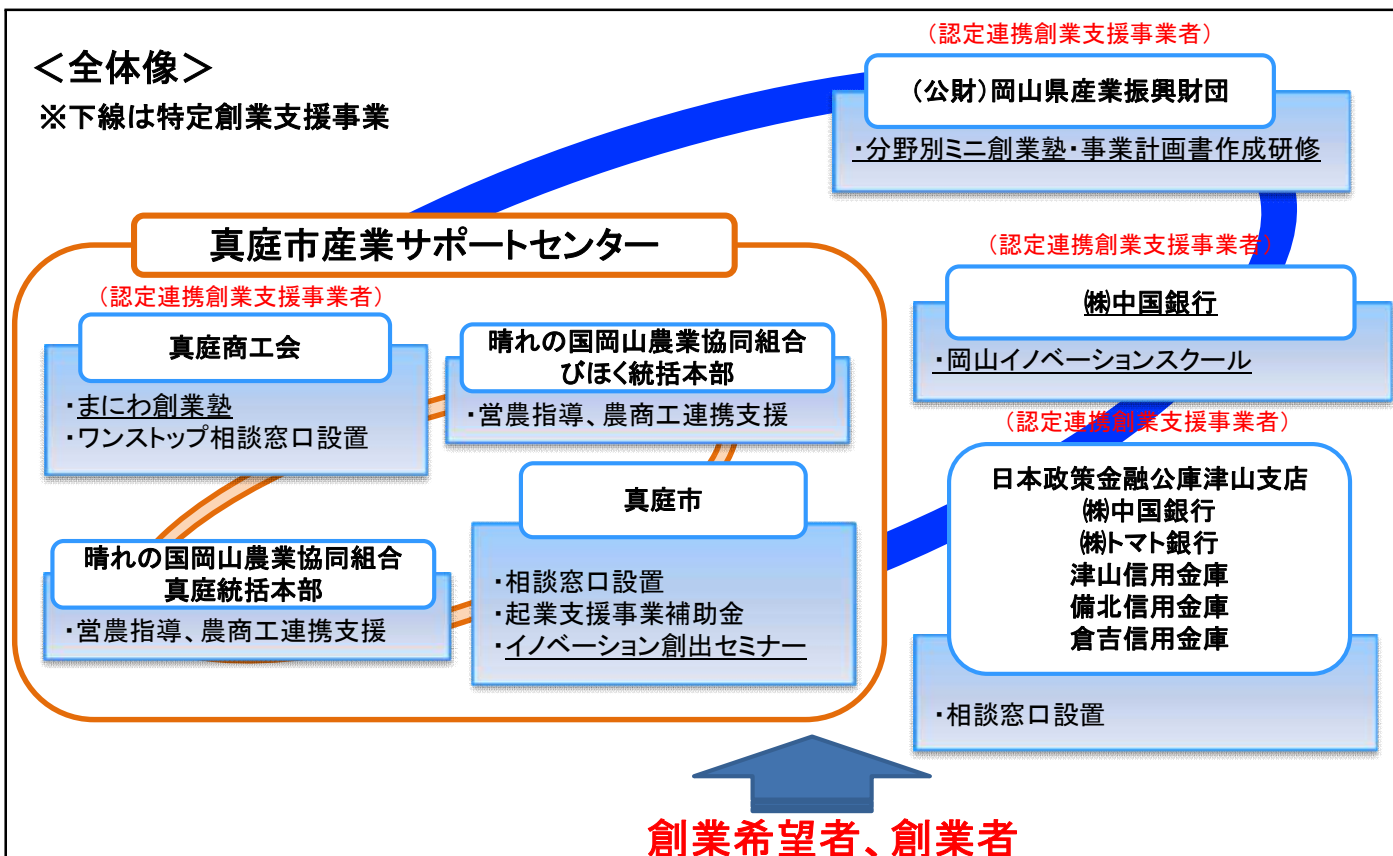 ＜全体像＞
※下線は特定創業支援事業
（認定連携創業支援事業者）
（公財）岡山県産業振興財団
・分野別ミニ創業塾・事業計画書作成研修
真庭市産業サポートセンター
（認定連携創業支援事業者）
真庭商工会
・まにわ創業塾
・ワンストップ相談窓口設置
晴れの国岡山農業協同組合
びほく統括本部
・営農指導、農商工連携支援
晴れの国岡山農業協同組合
真庭統括本部
・営農指導、農商工連携支援
真庭市
・相談窓口設置
・起業支援事業補助金
・イノベーション創出セミナー
（認定連携創業支援事業者）
㈱中国銀行
・岡山イノベーションスクール
（認定連携創業支援事業者）
日本政策金融公庫津山支店
㈱中国銀行
㈱トマト銀行
津山信用金庫
備北信用金庫
倉吉信用金庫
・相談窓口設置
創業希望者、創業者